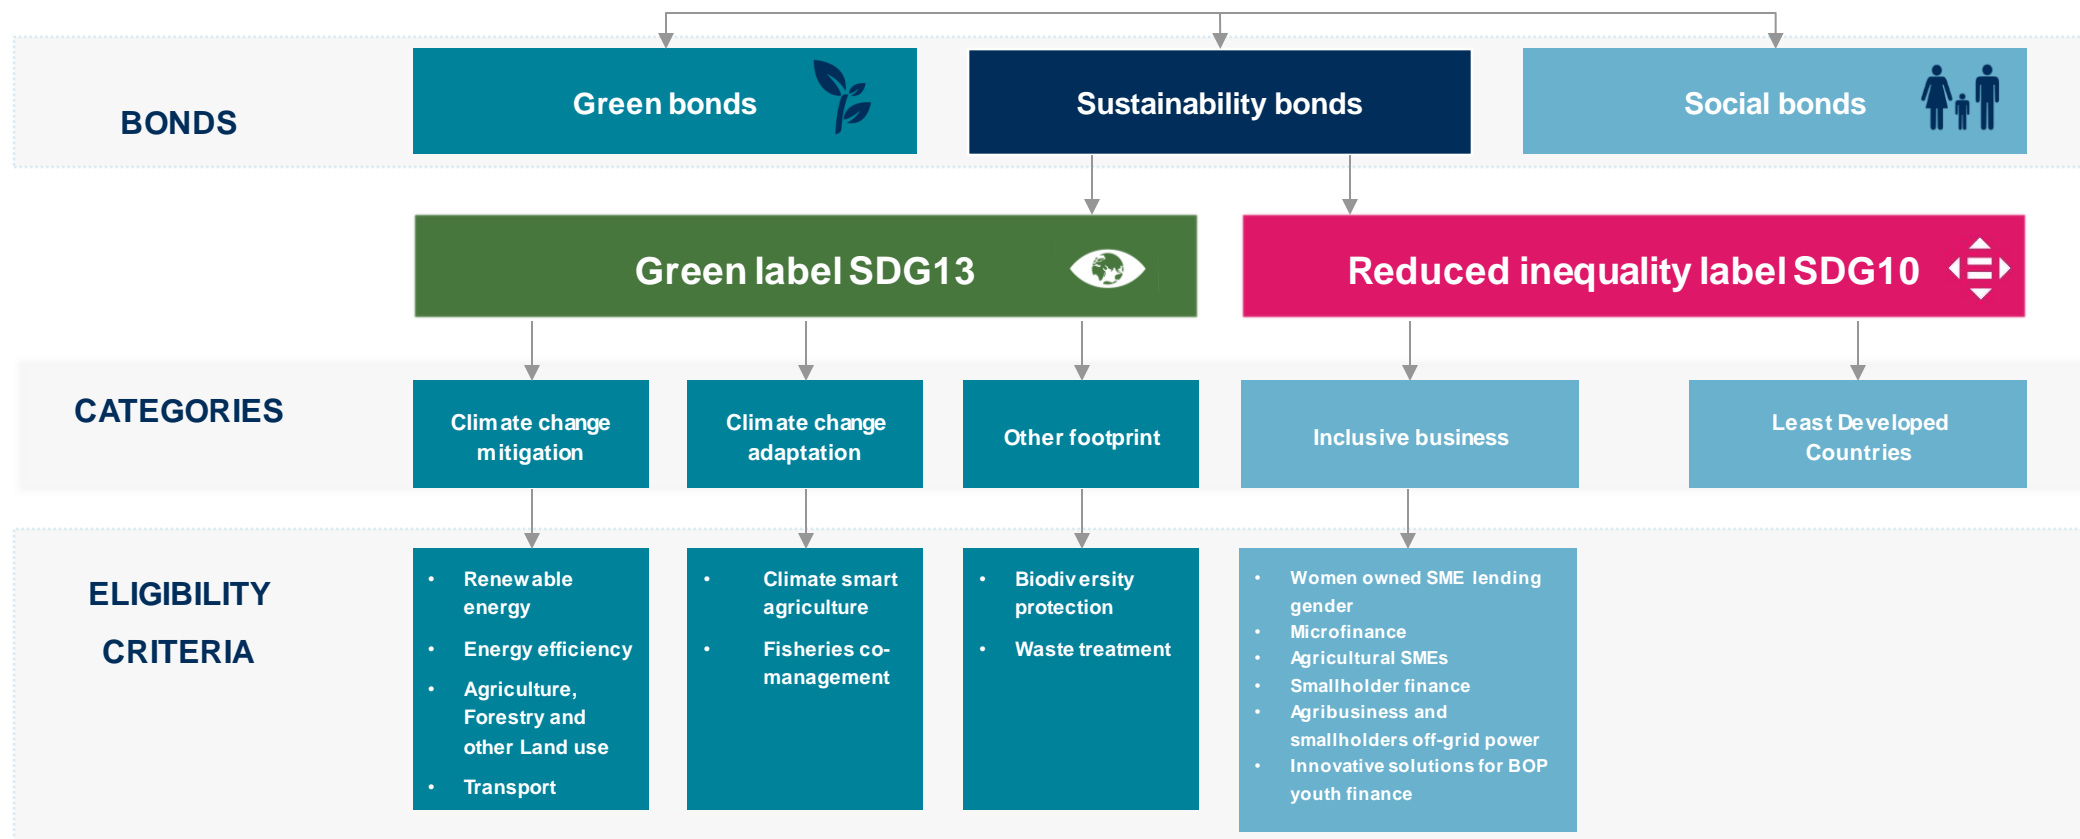 BONDS
Green bonds
Sustainability bonds
Social bonds
Green label SDG13
Reduced inequality label SDG10
CATEGORIES
Climate change
mitigation
Climate change
adaptation
Other footprint
Inclusive business
Least Developed
Countries
ELIGIBILITY
CRITERIA
• Renewable
energy
• Energy efficiency
• Agriculture,
Forestry and
other Land use
• Transport
• Climate smart
agriculture
• Fisheries co-
management
• Biodiversity
protection
• Waste treatment
• Women owned SME lending
gender
• Microfinance
• Agricultural SMEs
• Smallholder finance
• Agribusiness and
smallholders off-grid power
• Innovative solutions for BOP
youth finance